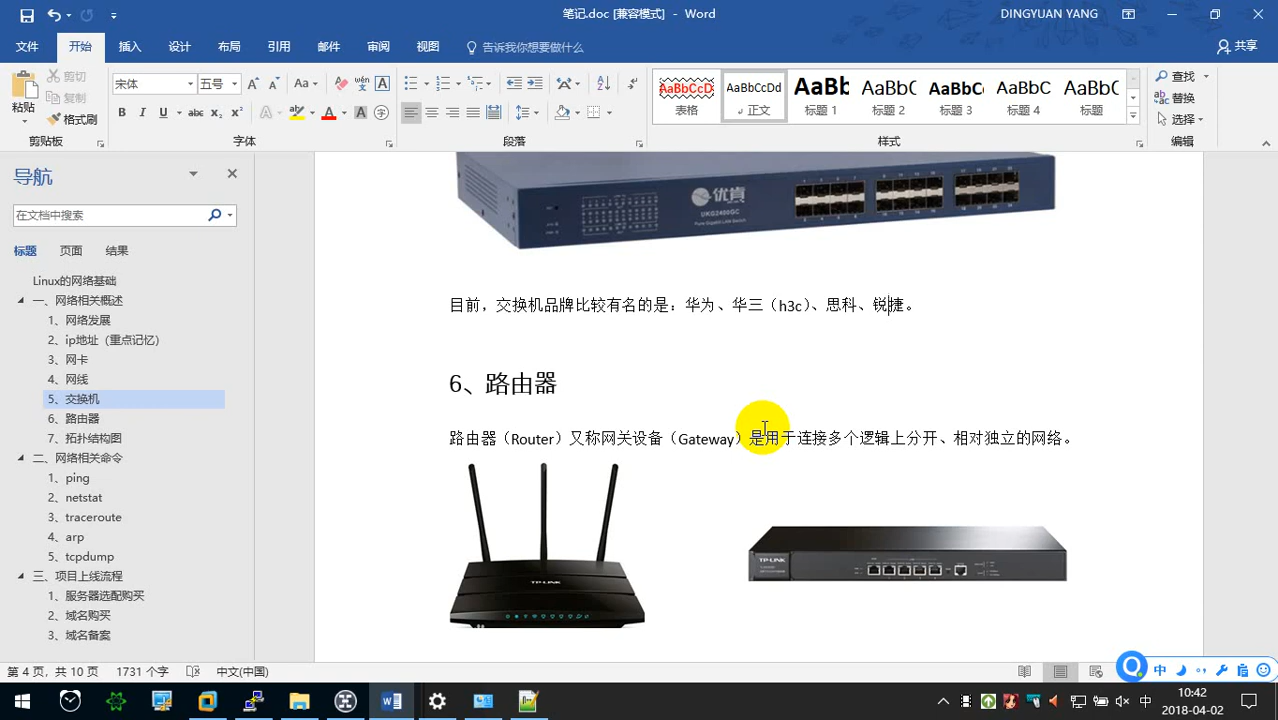 笔记.doc [兼容模式] - Word
DINGYUAN YANG
文件 开始 插入 设计 布局 引用 邮件 审阅 视图 告诉我你想要做什么 共享
粘贴 剪切 复制 格式刷
宋体 五号
剪贴板 字体 段落 样式 编辑
AaBbCcD 表格
AaBbCcDd 正文
AaBb 标题 1
AaBbC 标题 2
AaBbC 标题 3
AaBbC 标题 4
AaBbC 标题
查找
替换
选择
导航
在文档中搜索
标题 页面 结果
Linux的网络基础
一、网络相关概述
1、网络发展
2、ip地址（重点记忆）
3、网卡
4、网线
5、交换机
6、路由器
7、拓扑结构图
二、网络相关命令
1、ping
2、netstat
3、traceroute
4、arp
5、tcpdump
三、项目上线流程
1、服务器选配购买
2、域名购买
3、域名备案
优肯
UKG2400GC
目前，交换机品牌比较有名的是：华为、华三（h3c）、思科、锐捷。
6、路由器
路由器（Router）又称网关设备（Gateway）是用于连接多个逻辑上分开、相对独立的网络。
TP-LINK
TP-LINK
第 4 页，共 10 页 1731 个字 中文(中国)
中
中 10:42
2018-04-02